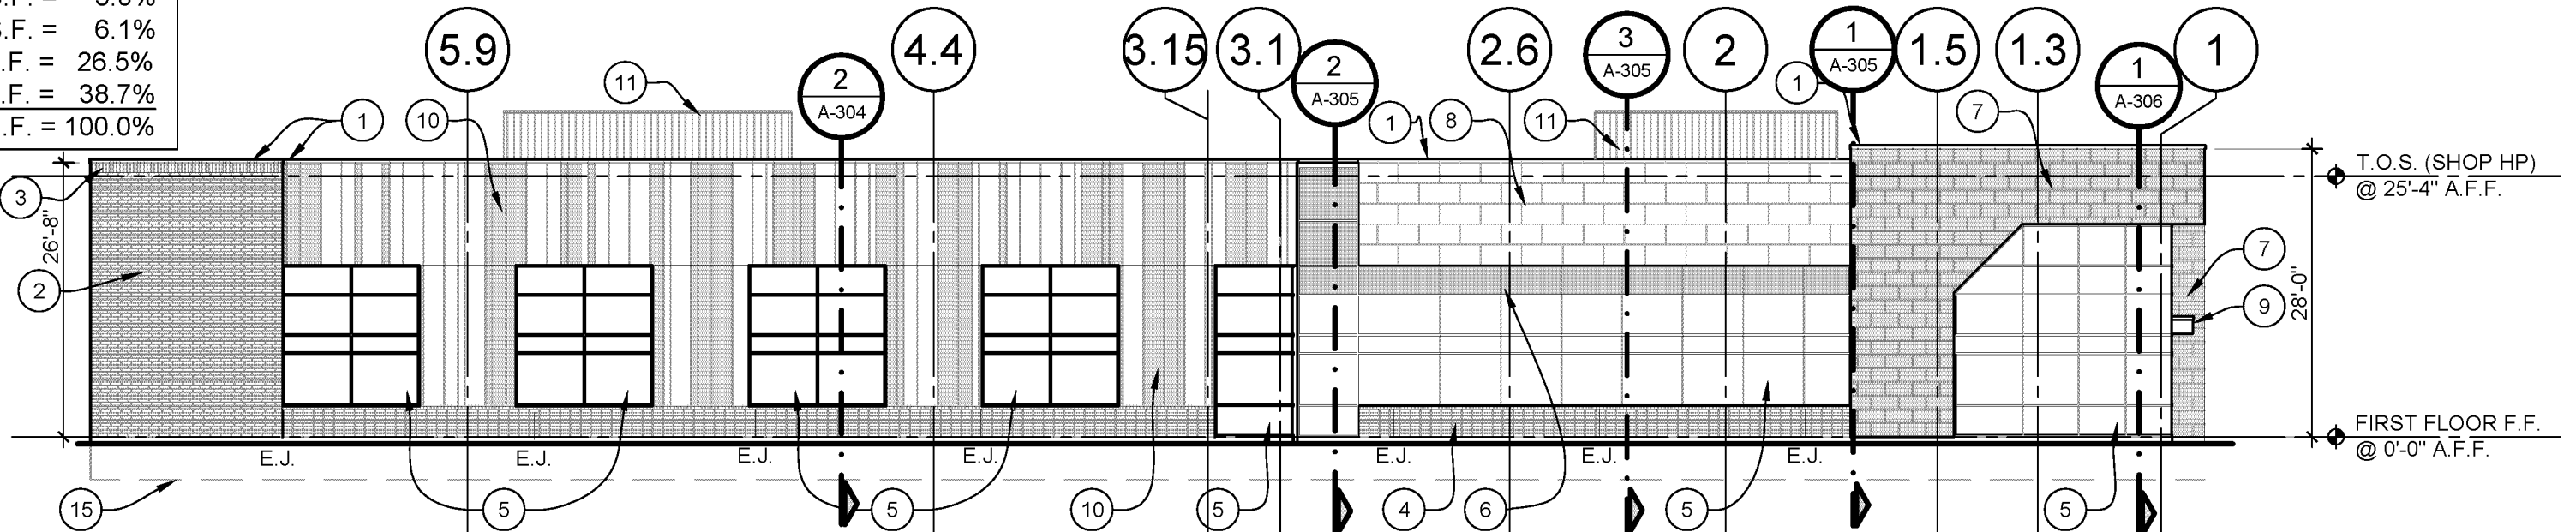 6.1%
26.5%
38.7%
= 100.0%
5.9
4.4
3.15
3.1
2.6
2
1.5
1.3
1
2
A-304
2
A-305
3
A-305
1
A-305
1
A-306
11
1
10
1
8
11
1
7
3
2
26'-8"
7
9
28'-0"
T.O.S. (SHOP HP)
@ 25'-4" A.F.F.
FIRST FLOOR F.F.
@ 0'-0" A.F.F.
E.J.
E.J.
E.J.
E.J.
E.J.
E.J.
E.J.
15
5
5
10
5
4
6
5
5